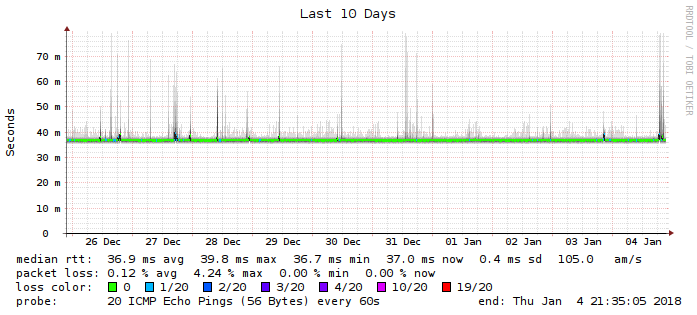 Last 10 Days
RRDTOOL / TOBI OETIKER
Seconds
70 m
60 m
50 m
40 m
30 m
20 m
10 m
0
26 Dec 27 Dec 28 Dec 29 Dec 30 Dec 31 Dec 01 Jan 02 Jan 03 Jan 04 Jan
median rtt: 36.9 ms avg 39.8 ms max 36.7 ms min 37.0 ms now 0.4 ms sd 105.0 am/s
packet loss: 0.12 % avg 4.24 % max 0.00 % min 0.00 % now
loss color: 0 1/20 2/20 3/20 4/20 10/20 19/20
probe: 20 ICMP Echo Pings (56 Bytes) every 60s end: Thu Jan 4 21:35:05 2018